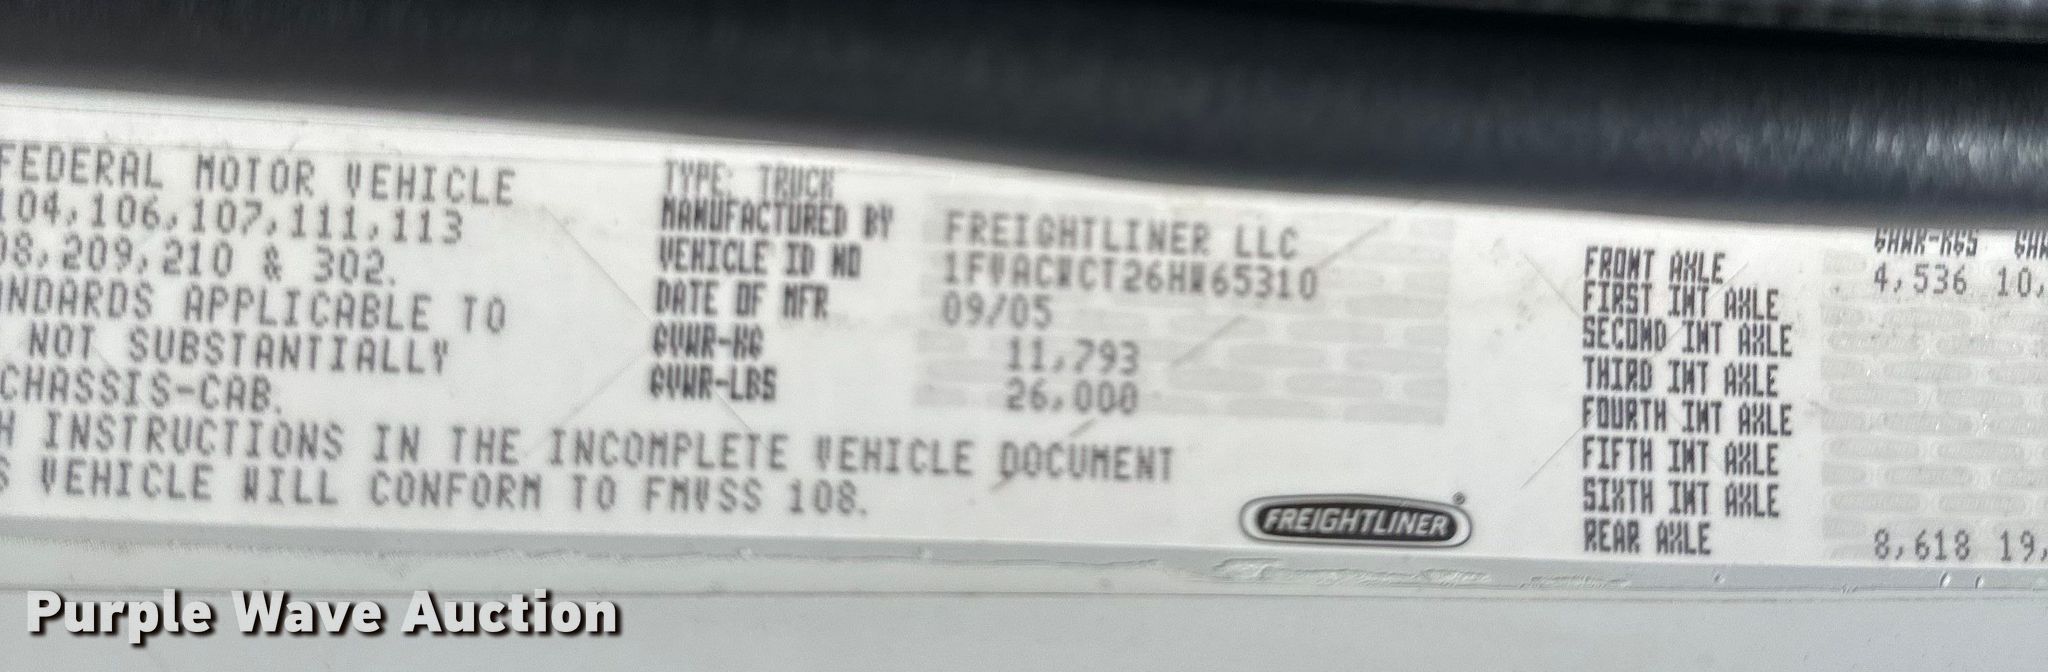 FEDERAL MOTOR VEHICLE
104,106,107,111,113
08,209,210 & 302.
ANDARDS APPLICABLE TO
NOT SUBSTANTIALLY
CHASSIS-CAB.
H INSTRUCTIONS IN THE INCOMPLETE VEHICLE DOCUMENT
S VEHICLE WILL CONFORM TO FMVSS 108.
TYPE: TRUCK
MANUFACTURED BY FREIGHTLINER LLC
VEHICLE ID NO 1FVACWCT26HW65310
DATE OF MFR 09/05
GVWR-KG 11,793
GVWR-LBS 26,000
FREIGHTLINER
GAWR-KGS GAW
FRONT AXLE 4,536 10,
FIRST INT AXLE
SECOND INT AXLE
THIRD INT AXLE
FOURTH INT AXLE
FIFTH INT AXLE
SIXTH INT AXLE
REAR AXLE 8,618 19,
Purple Wave Auction